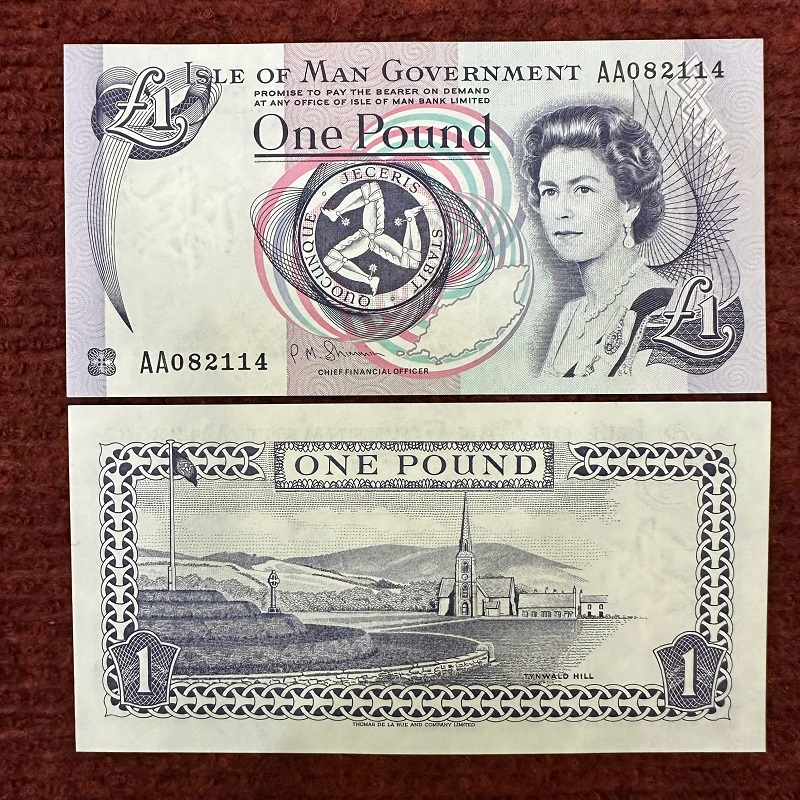 £1
ISLE OF MAN GOVERNMENT AA082114
PROMISE TO PAY THE BEARER ON DEMAND
AT ANY OFFICE OF ISLE OF MAN BANK LIMITED
One Pound
QUOCUNQUE · JECERIS · STABIT
£1
AA082114
P. M. Shimmin
CHIEF FINANCIAL OFFICER
ONE POUND
TYNWALD HILL
1
1
THOMAS DE LA RUE AND COMPANY LIMITED